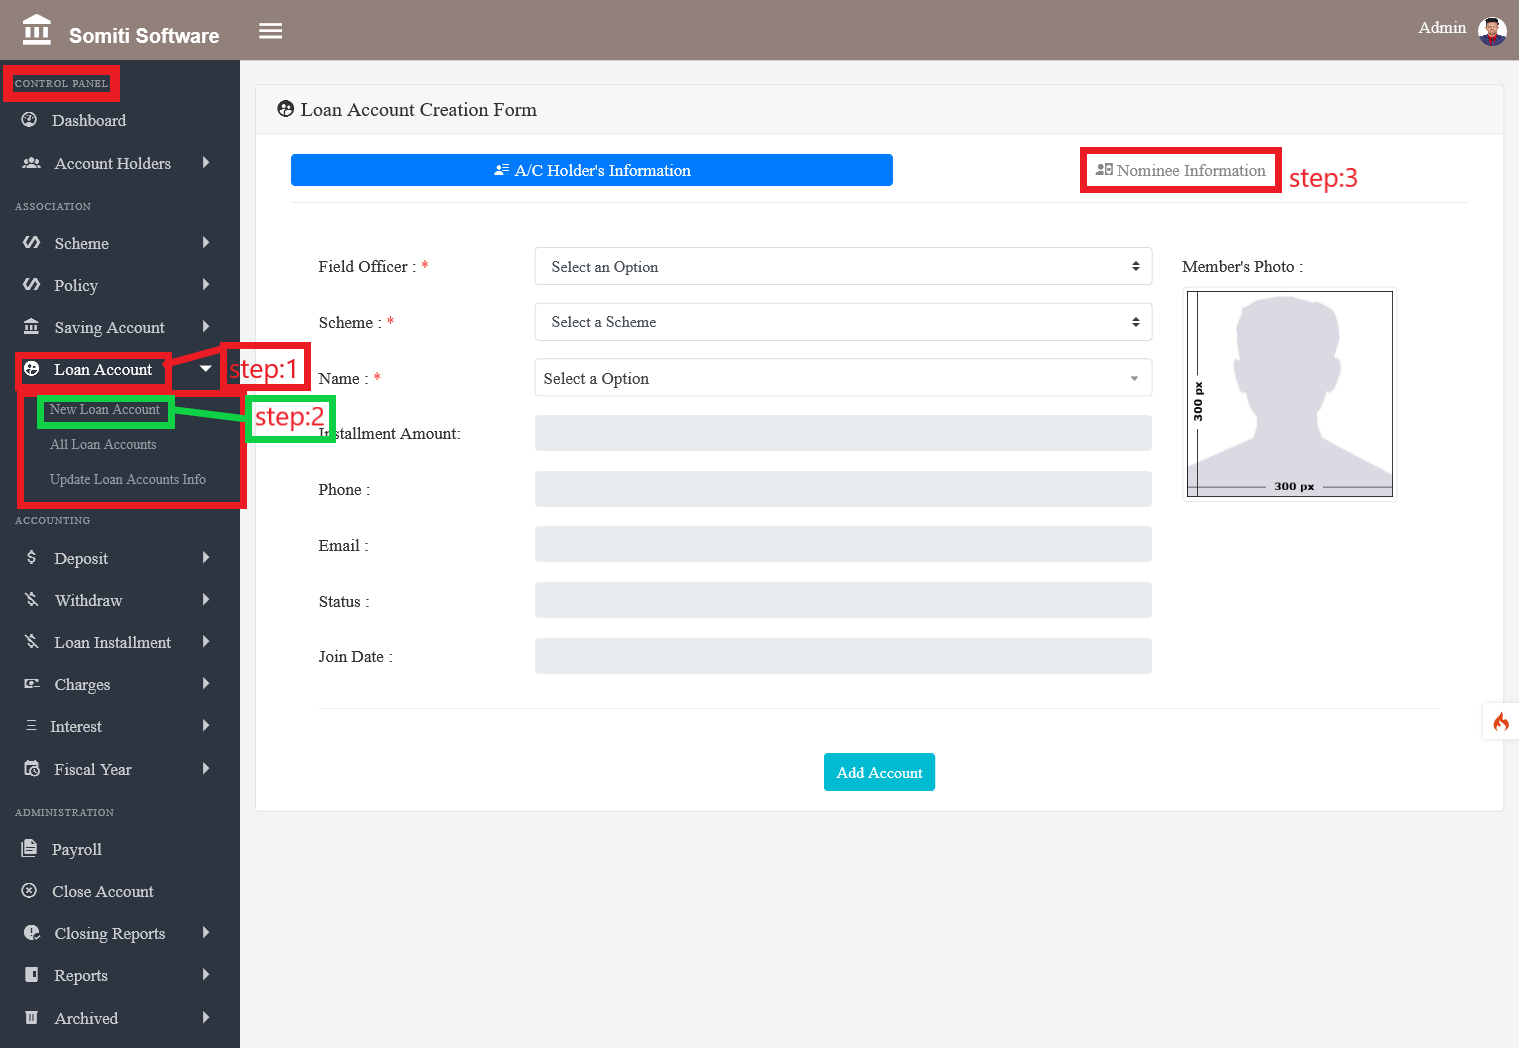 Somiti Software
Admin
CONTROL PANEL
Dashboard
Account Holders
ASSOCIATION
Scheme
Policy
Saving Account
Loan Account
step:1
New Loan Account
step:2
All Loan Accounts
Update Loan Accounts Info
ACCOUNTING
Deposit
Withdraw
Loan Installment
Charges
Interest
Fiscal Year
ADMINISTRATION
Payroll
Close Account
Closing Reports
Reports
Archived
Loan Account Creation Form
A/C Holder's Information
Nominee Information
step:3
Field Officer : *
Select an Option
Scheme : *
Select a Scheme
Name : *
Select a Option
Installment Amount:
Phone :
Email :
Status :
Join Date :
Member's Photo :
300 px
300 px
Add Account